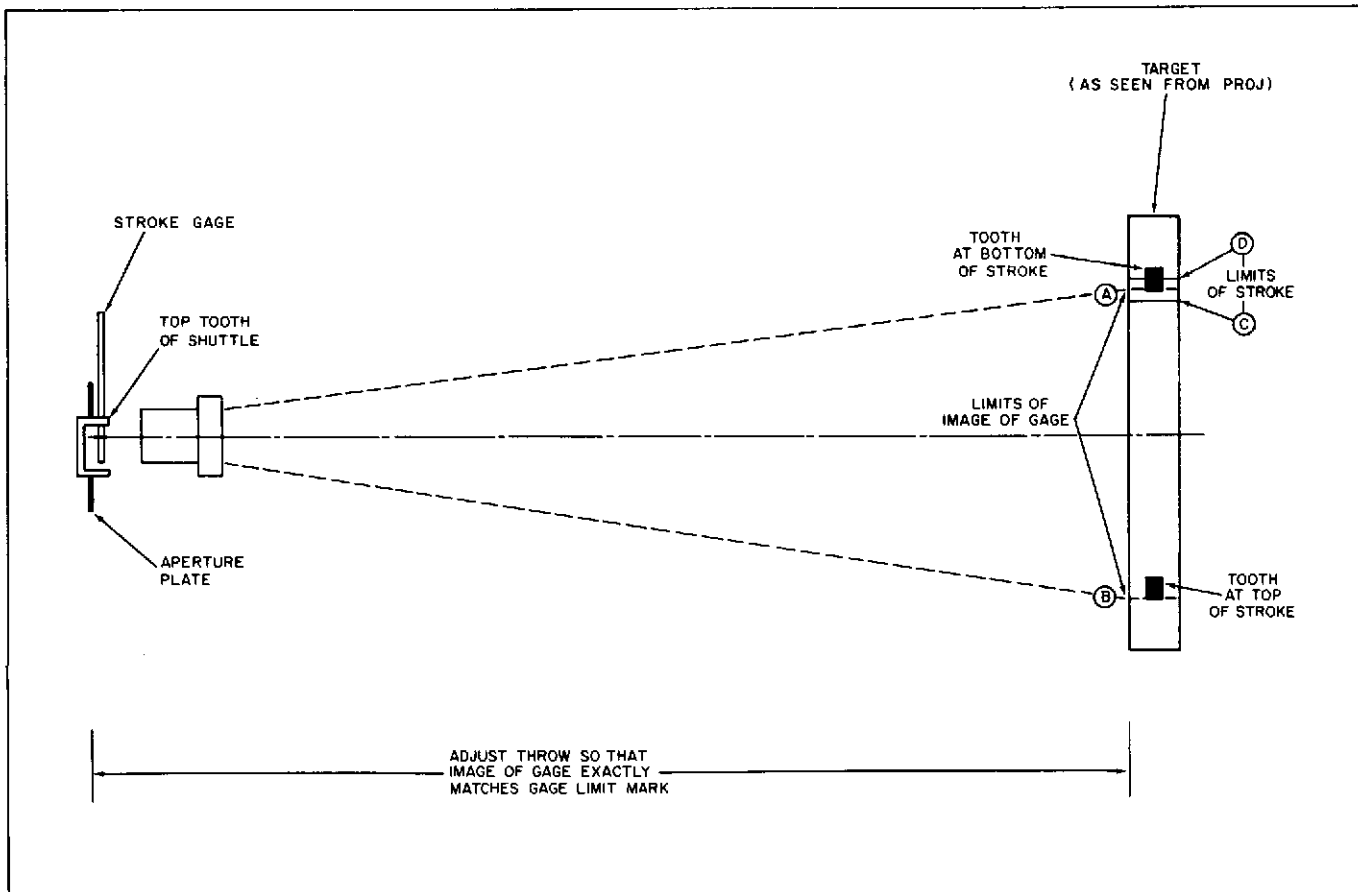 TARGET
(AS SEEN FROM PROJ)
STROKE GAGE
TOOTH
AT BOTTOM
OF STROKE
D
LIMITS
OF STROKE
A
C
TOP TOOTH
OF SHUTTLE
LIMITS OF
IMAGE OF GAGE
APERTURE
PLATE
B
TOOTH
AT TOP
OF STROKE
ADJUST THROW SO THAT
IMAGE OF GAGE EXACTLY
MATCHES GAGE LIMIT MARK